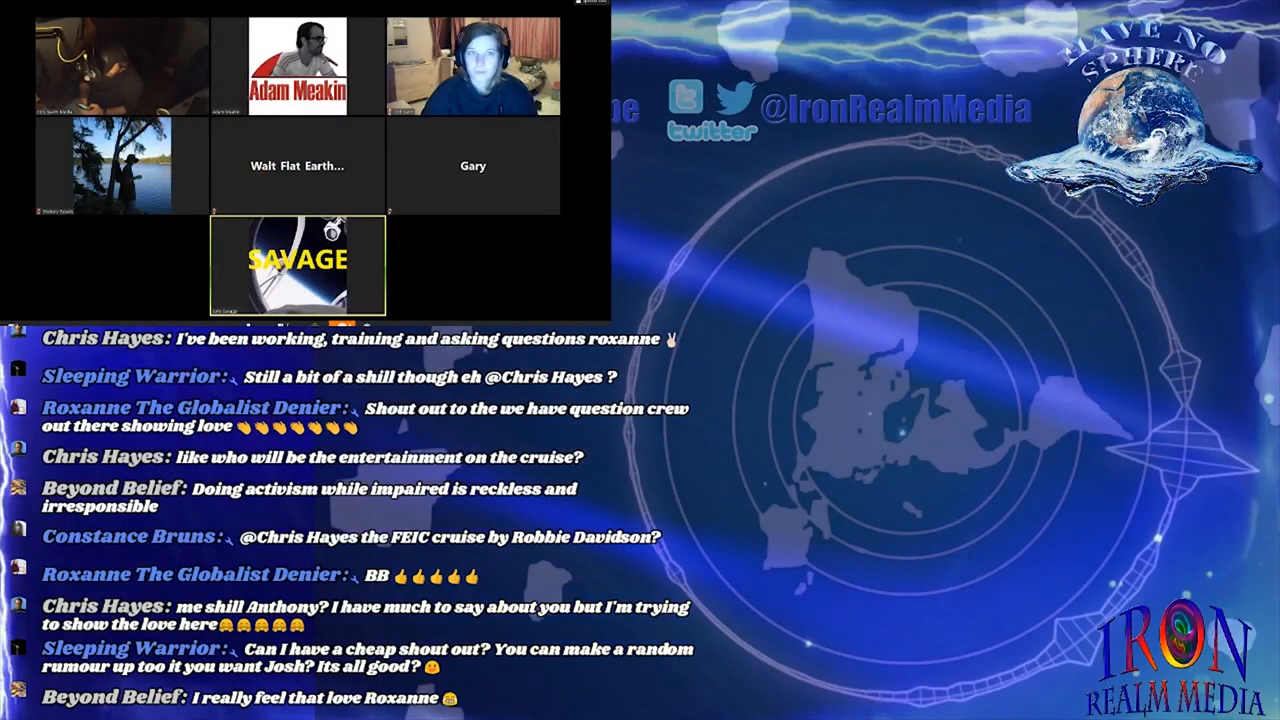 Adam Meakin
Walt Flat Earth...
Gary
SAVAGE
John Savage
be
twitter
@IronRealmMedia
HAVE NO
SPHERE
Chris Hayes: I've been working, training and asking questions roxanne ✌🏻
Sleeping Warrior: Still a bit of a shill though eh @Chris Hayes ?
Roxanne The Globalist Denier: Shout out to the we have question crew
out there showing love 👏👏👏👏👏👏👏
Chris Hayes: like who will be the entertainment on the cruise?
Beyond Belief: Doing activism while impaired is reckless and
irresponsible
Constance Bruns: @Chris Hayes the FEIC cruise by Robbie Davidson?
Roxanne The Globalist Denier: BB 👍👍👍👍👍
Chris Hayes: me shill Anthony? I have much to say about you but I'm trying
to show the love here
Sleeping Warrior: Can I have a cheap shout out? You can make a random
rumour up too it you want Josh? Its all good?
Beyond Belief: I really feel that love Roxanne
IRON
REALM MEDIA